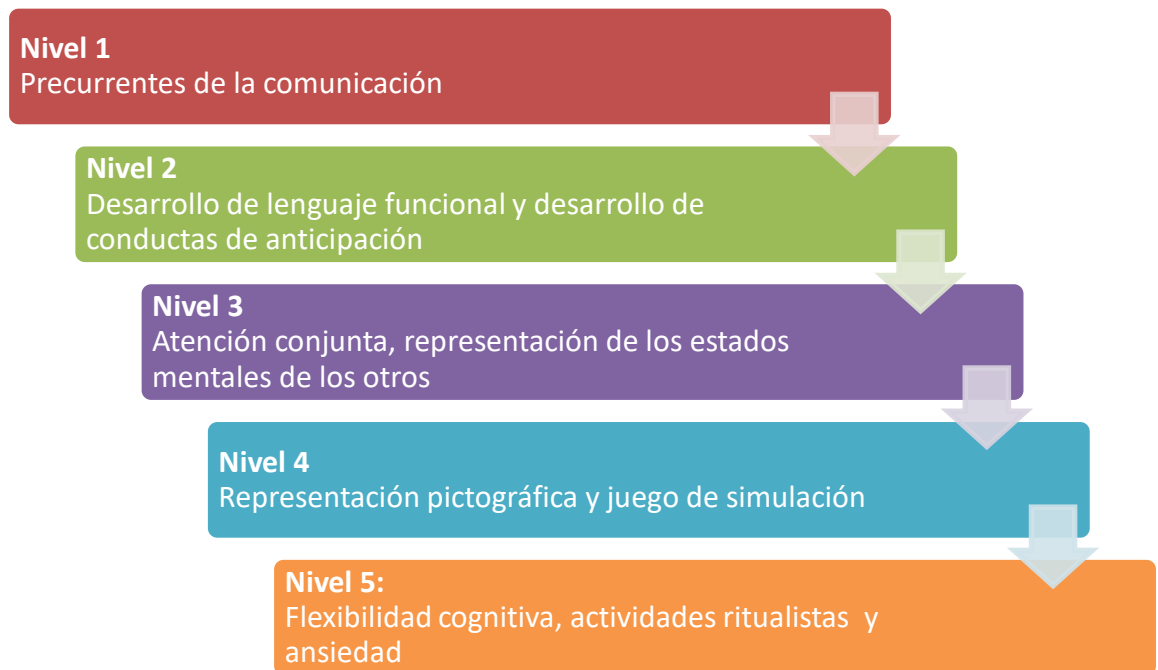 Nivel 1
Precurrentes de la comunicación
Nivel 2
Desarrollo de lenguaje funcional y desarrollo de
conductas de anticipación
Nivel 3
Atención conjunta, representación de los estados
mentales de los otros
Nivel 4
Representación pictográfica y juego de simulación
Nivel 5:
Flexibilidad cognitiva, actividades ritualistas y
ansiedad